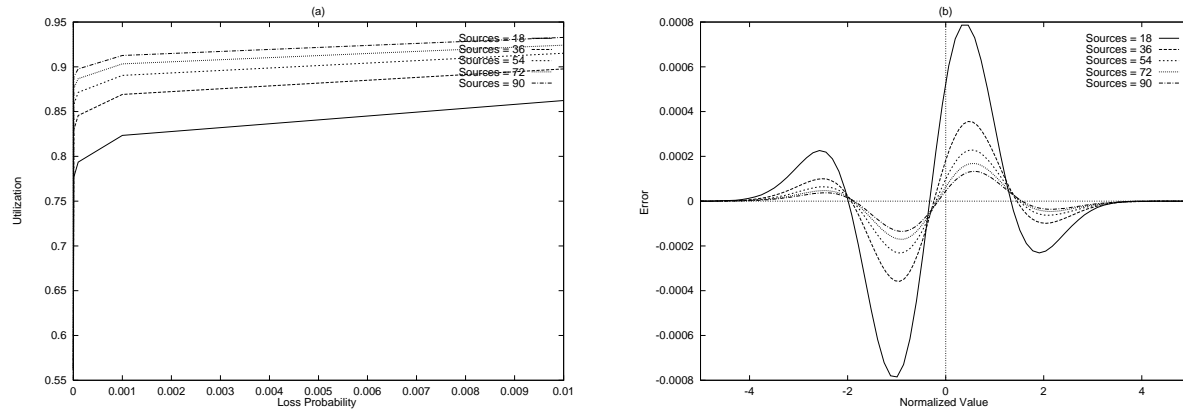 (a)
0.95
0.9
0.85
0.8
0.75
0.7
0.65
0.6
0.55
Utilization
0 0.001 0.002 0.003 0.004 0.005 0.006 0.007 0.008 0.009 0.01
Loss Probability
Sources = 18
Sources = 36
Sources = 54
Sources = 72
Sources = 90
(b)
0.0008
0.0006
0.0004
0.0002
0
-0.0002
-0.0004
-0.0006
-0.0008
Error
-4 -2 0 2 4
Normalized Value
Sources = 18
Sources = 36
Sources = 54
Sources = 72
Sources = 90